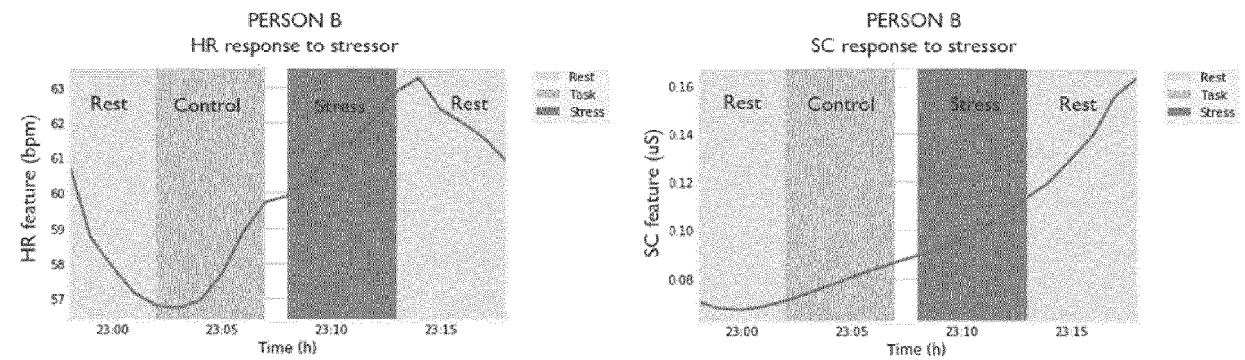 PERSON B
HR response to stressor
63
62
61
60
59
58
57
HR feature (bpm)
Rest
Control
Stress
Rest
23:00
23:05
23:10
23:15
Time (h)
Rest
Task
Stress
PERSON B
SC response to stressor
0.16
0.14
0.12
0.10
0.08
SC feature (uS)
Rest
Control
Stress
Rest
23:00
23:05
23:10
23:15
Time (h)
Rest
Task
Stress